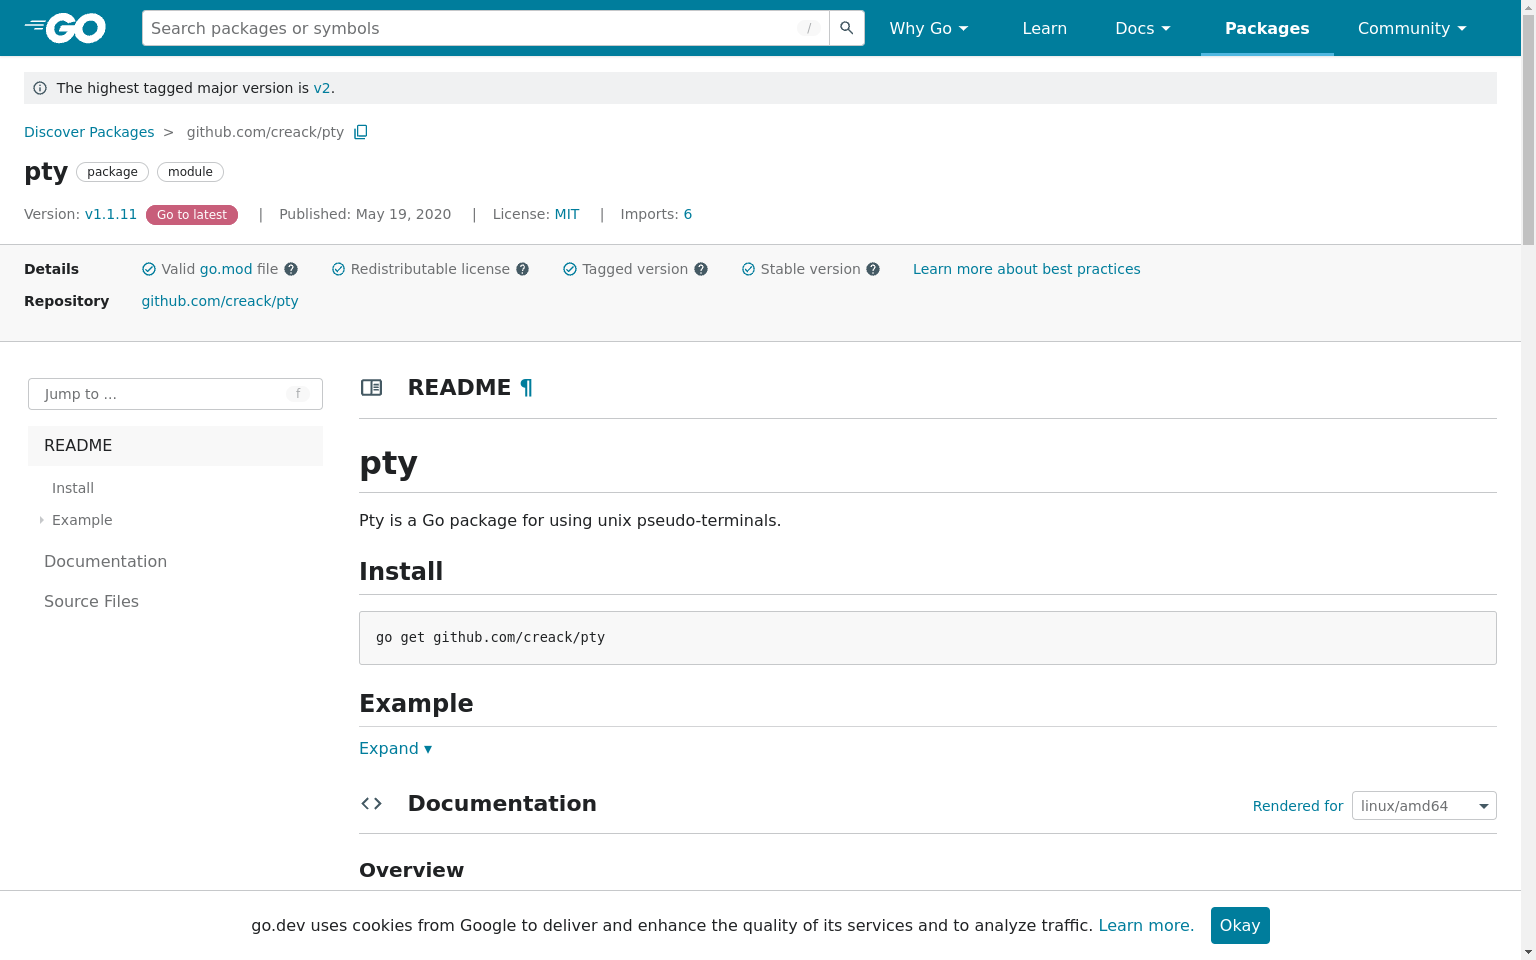 GO
Search packages or symbols /
Why Go
Learn
Docs
Packages
Community
The highest tagged major version is v2.
Discover Packages > github.com/creack/pty
pty package module
Version: v1.1.11 Go to latest | Published: May 19, 2020 | License: MIT | Imports: 6
Details Valid go.mod file Redistributable license Tagged version Stable version Learn more about best practices
Repository github.com/creack/pty
Jump to ... f
README
Install
Example
Documentation
Source Files
README ¶
pty
Pty is a Go package for using unix pseudo-terminals.
Install
go get github.com/creack/pty
Example
Expand ▾
Documentation
Rendered for linux/amd64
Overview
go.dev uses cookies from Google to deliver and enhance the quality of its services and to analyze traffic. Learn more. Okay